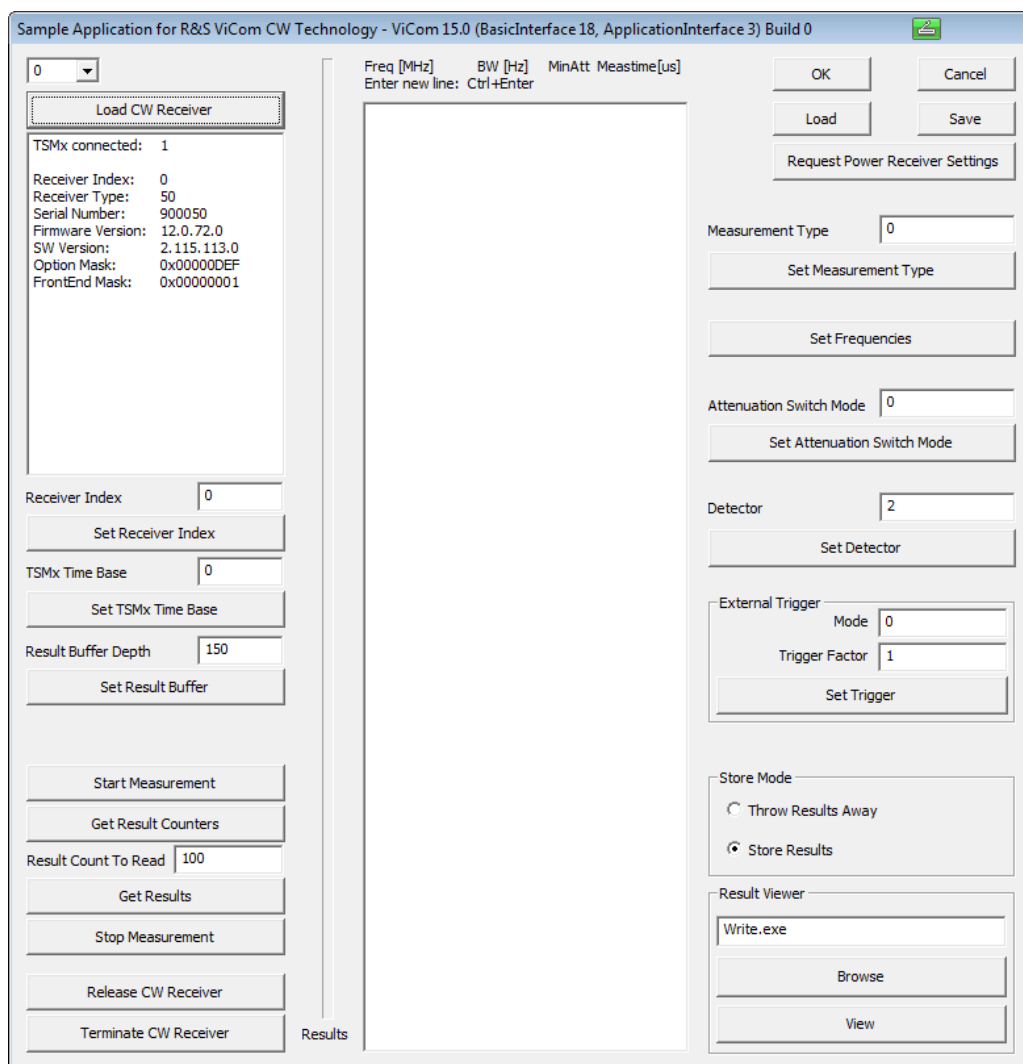 Sample Application for R&S ViCom CW Technology - ViCom 15.0 (BasicInterface 18, ApplicationInterface 3) Build 0
0
Load CW Receiver
TSMx connected: 1
Receiver Index: 0
Receiver Type: 50
Serial Number: 900050
Firmware Version: 12.0.72.0
SW Version: 2.115.113.0
Option Mask: 0x00000DEF
FrontEnd Mask: 0x00000001
Receiver Index 0
Set Receiver Index
TSMx Time Base 0
Set TSMx Time Base
Result Buffer Depth 150
Set Result Buffer
Start Measurement
Get Result Counters
Result Count To Read 100
Get Results
Stop Measurement
Release CW Receiver
Terminate CW Receiver
Results
Freq [MHz] BW [Hz] MinAtt Meastime[us]
Enter new line: Ctrl+Enter
OK Cancel
Load Save
Request Power Receiver Settings
Measurement Type 0
Set Measurement Type
Set Frequencies
Attenuation Switch Mode 0
Set Attenuation Switch Mode
Detector 2
Set Detector
External Trigger
Mode 0
Trigger Factor 1
Set Trigger
Store Mode
Throw Results Away
Store Results
Result Viewer
Write.exe
Browse
View